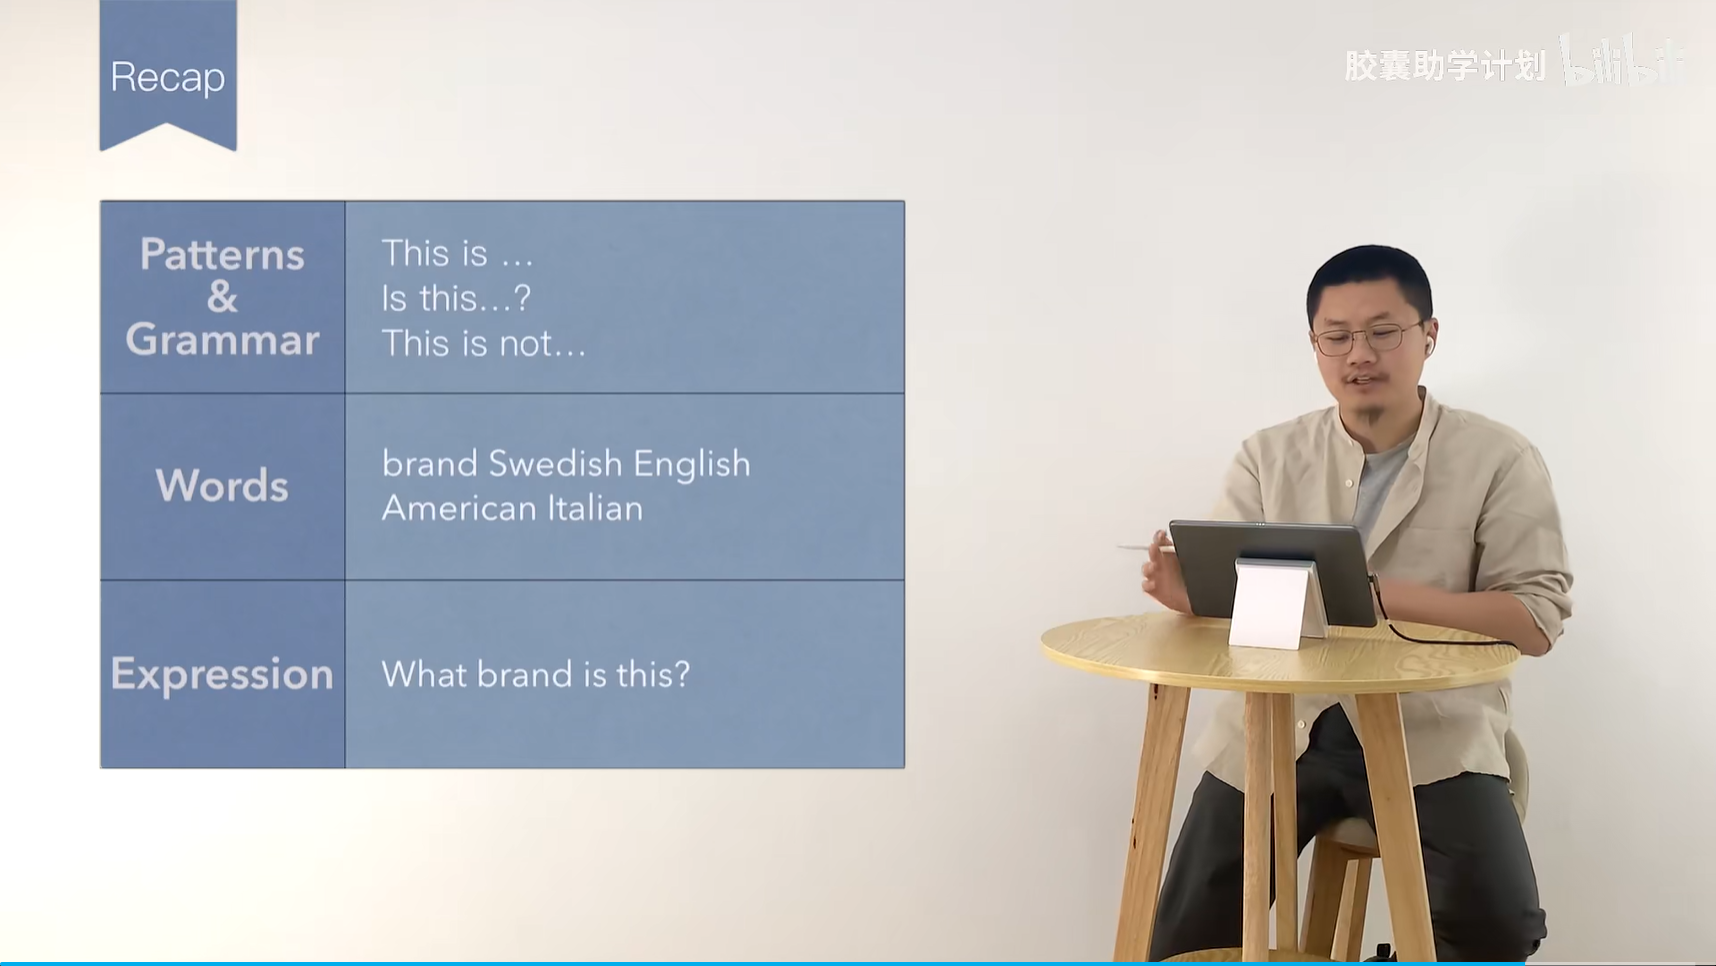 Recap
胶囊助学计划 bilibili
Patterns
&
Grammar
This is …
Is this…?
This is not…
Words
brand Swedish English
American Italian
Expression
What brand is this?